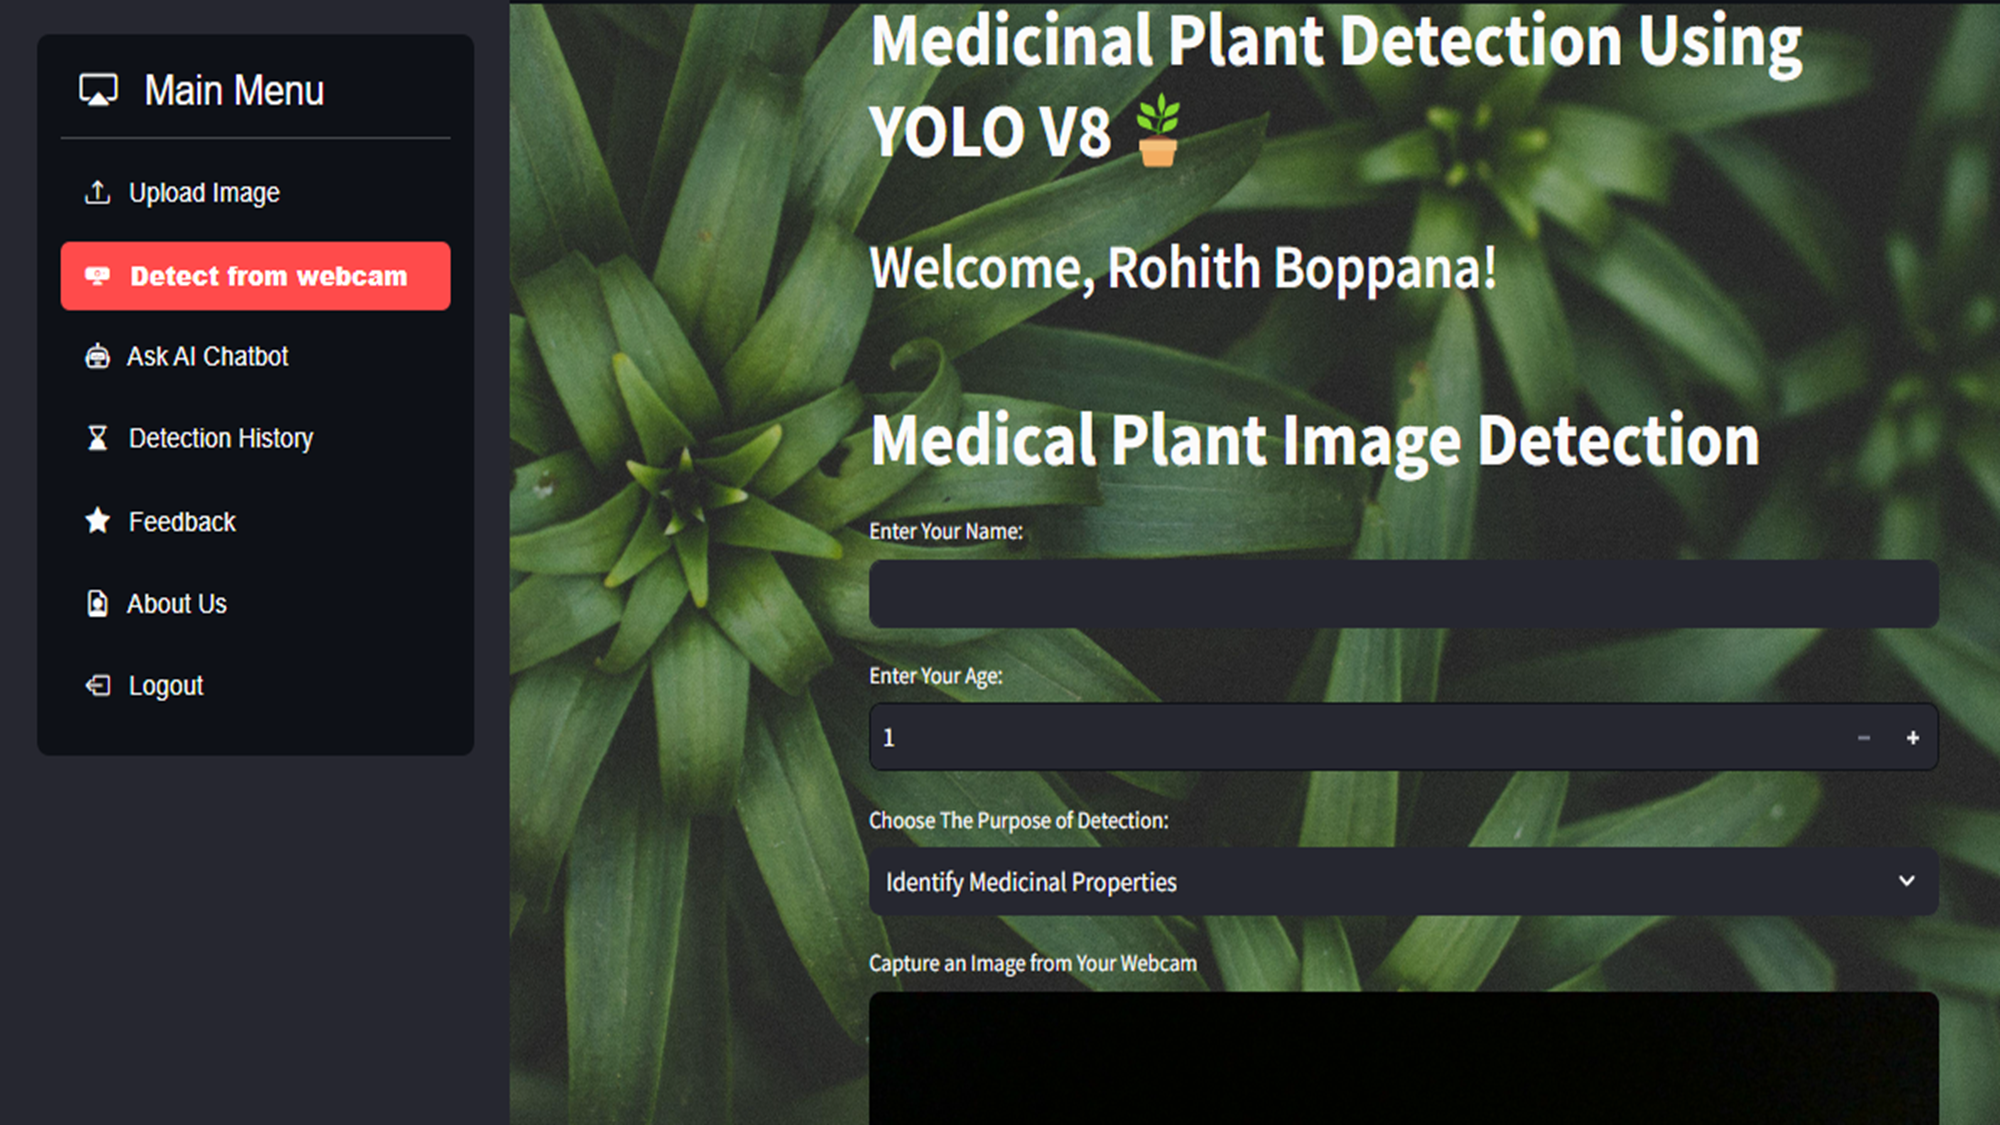 Main Menu
Upload Image
Detect from webcam
Ask AI Chatbot
Detection History
Feedback
About Us
Logout
Medicinal Plant Detection Using
YOLO V8
Welcome, Rohith Boppana!
Medical Plant Image Detection
Enter Your Name:
Enter Your Age:
1
Choose The Purpose of Detection:
Identify Medicinal Properties
Capture an Image from Your Webcam